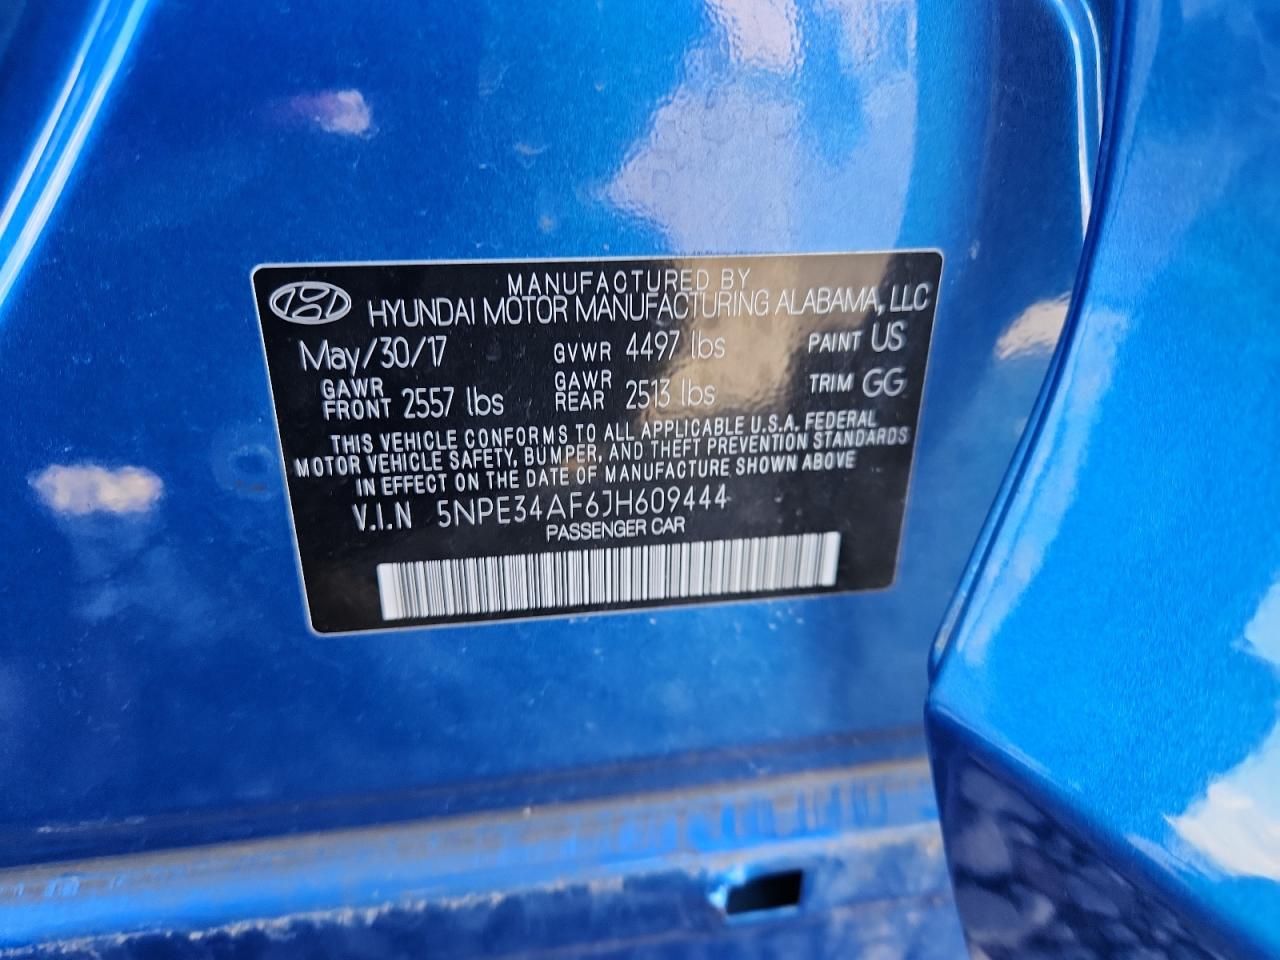 MANUFACTURED BY
HYUNDAI MOTOR MANUFACTURING ALABAMA, LLC
May/30/17 GVWR 4497 lbs PAINT US
GAWR FRONT 2557 lbs GAWR REAR 2513 lbs TRIM GG
THIS VEHICLE CONFORMS TO ALL APPLICABLE U.S.A. FEDERAL
MOTOR VEHICLE SAFETY, BUMPER, AND THEFT PREVENTION STANDARDS
IN EFFECT ON THE DATE OF MANUFACTURE SHOWN ABOVE
V.I.N 5NPE34AF6JH609444
PASSENGER CAR